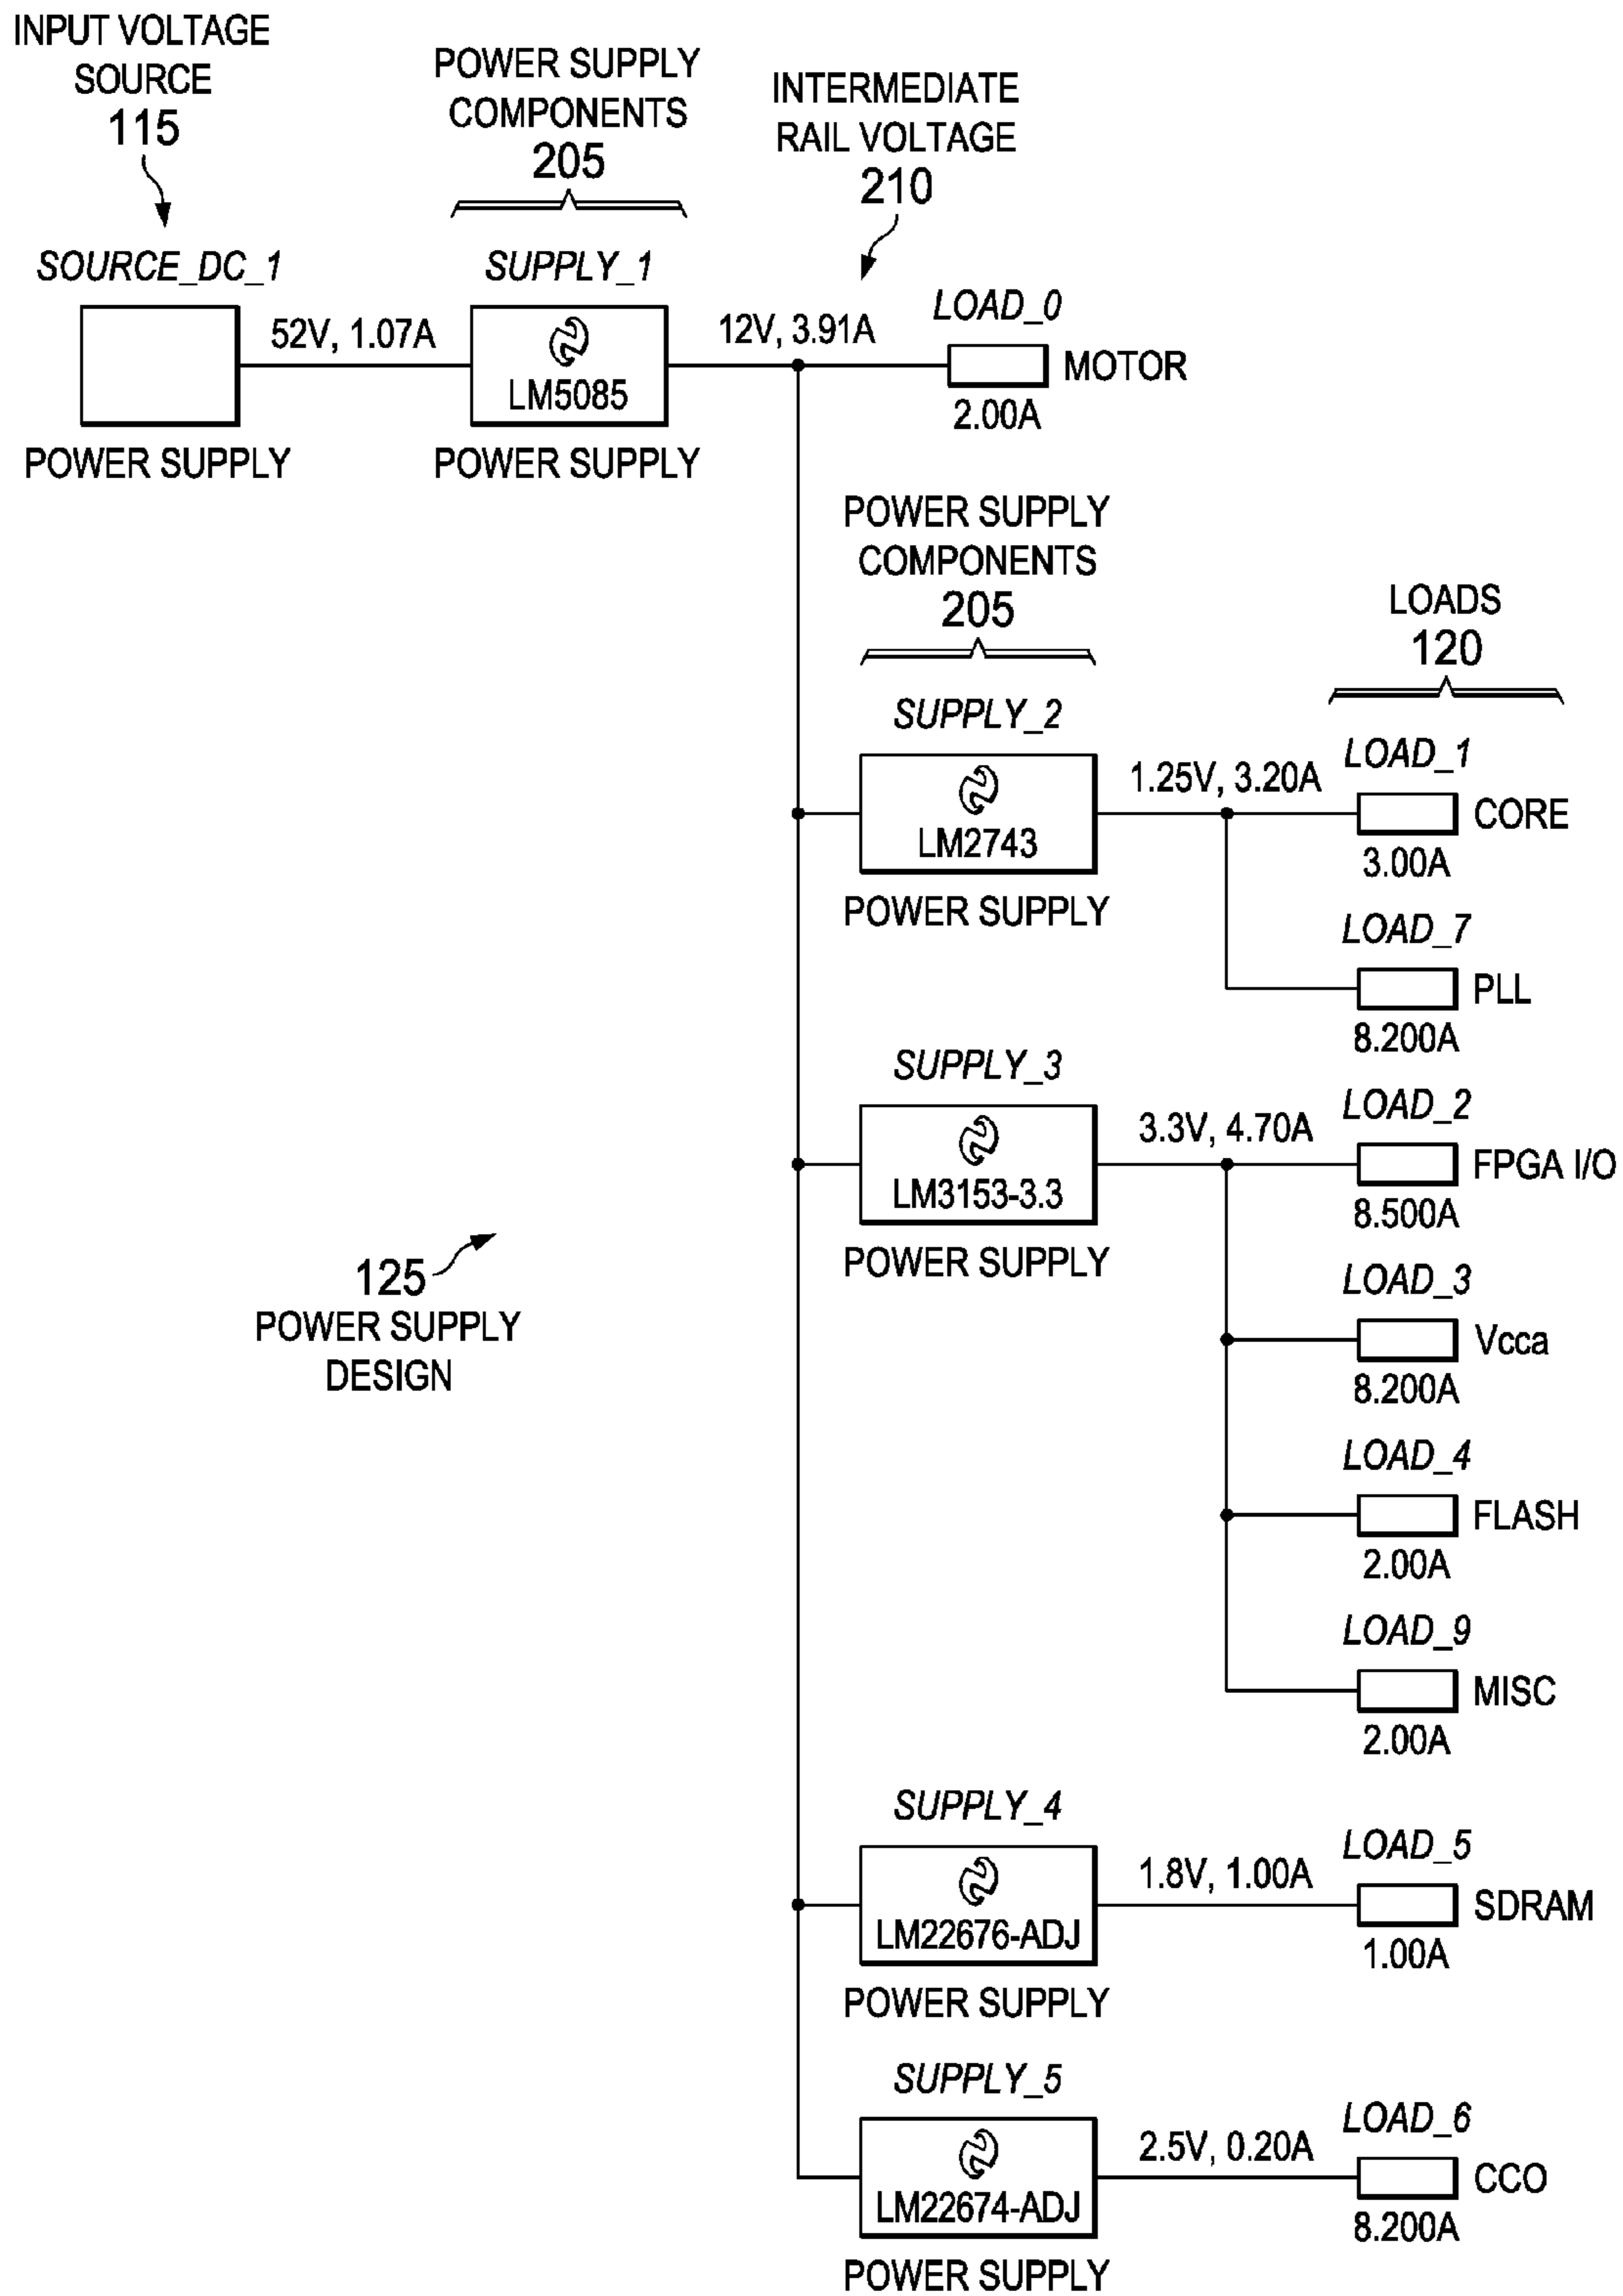 INPUT VOLTAGE
SOURCE
115
POWER SUPPLY
COMPONENTS
205
INTERMEDIATE
RAIL VOLTAGE
210
SOURCE_DC_1
SUPPLY_1
LOAD_0
52V, 1.07A
12V, 3.91A
LM5085
MOTOR
2.00A
POWER SUPPLY
POWER SUPPLY
POWER SUPPLY
COMPONENTS
205
LOADS
120
SUPPLY_2
LOAD_1
1.25V, 3.20A
LM2743
CORE
3.00A
POWER SUPPLY
LOAD_7
PLL
8.200A
SUPPLY_3
LOAD_2
3.3V, 4.70A
LM3153-3.3
FPGA I/O
8.500A
POWER SUPPLY
LOAD_3
Vcca
8.200A
125
POWER SUPPLY
DESIGN
LOAD_4
FLASH
2.00A
LOAD_9
MISC
2.00A
SUPPLY_4
LOAD_5
1.8V, 1.00A
LM22676-ADJ
SDRAM
1.00A
POWER SUPPLY
SUPPLY_5
LOAD_6
2.5V, 0.20A
LM22674-ADJ
CCO
8.200A
POWER SUPPLY